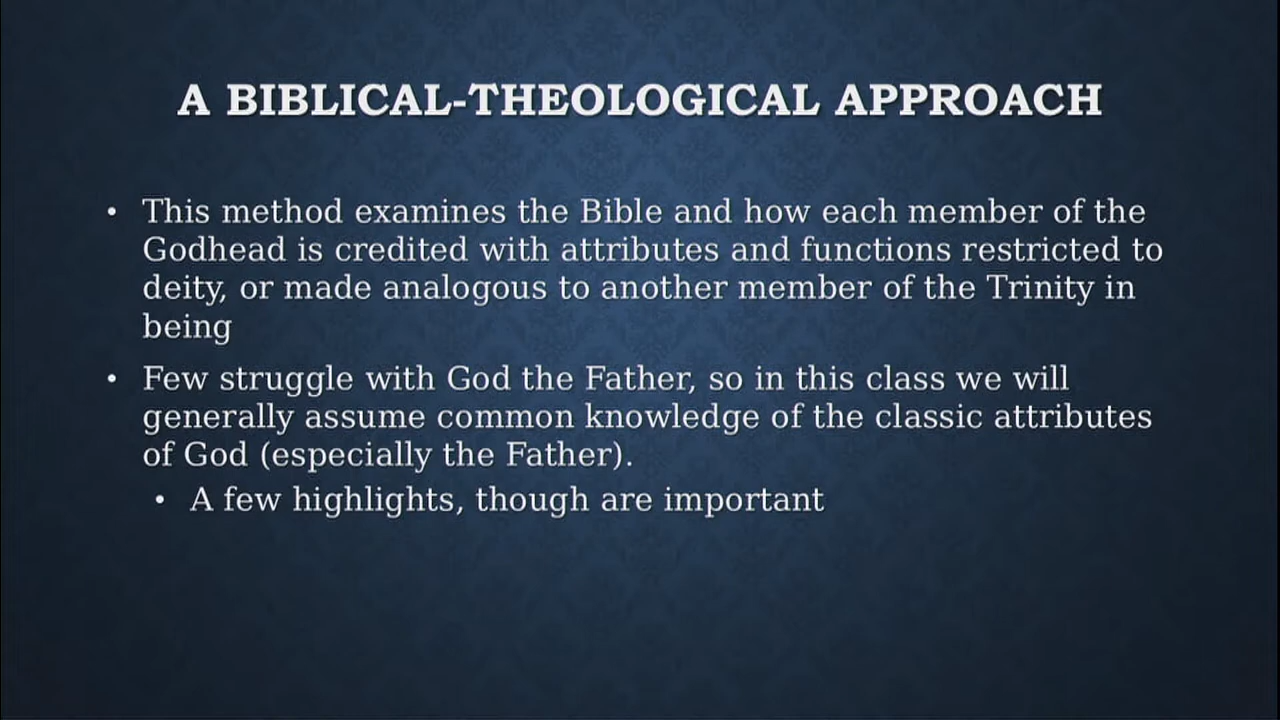 A BIBLICAL-THEOLOGICAL APPROACH
• This method examines the Bible and how each member of the
Godhead is credited with attributes and functions restricted to
deity, or made analogous to another member of the Trinity in
being
• Few struggle with God the Father, so in this class we will
generally assume common knowledge of the classic attributes
of God (especially the Father).
• A few highlights, though are important